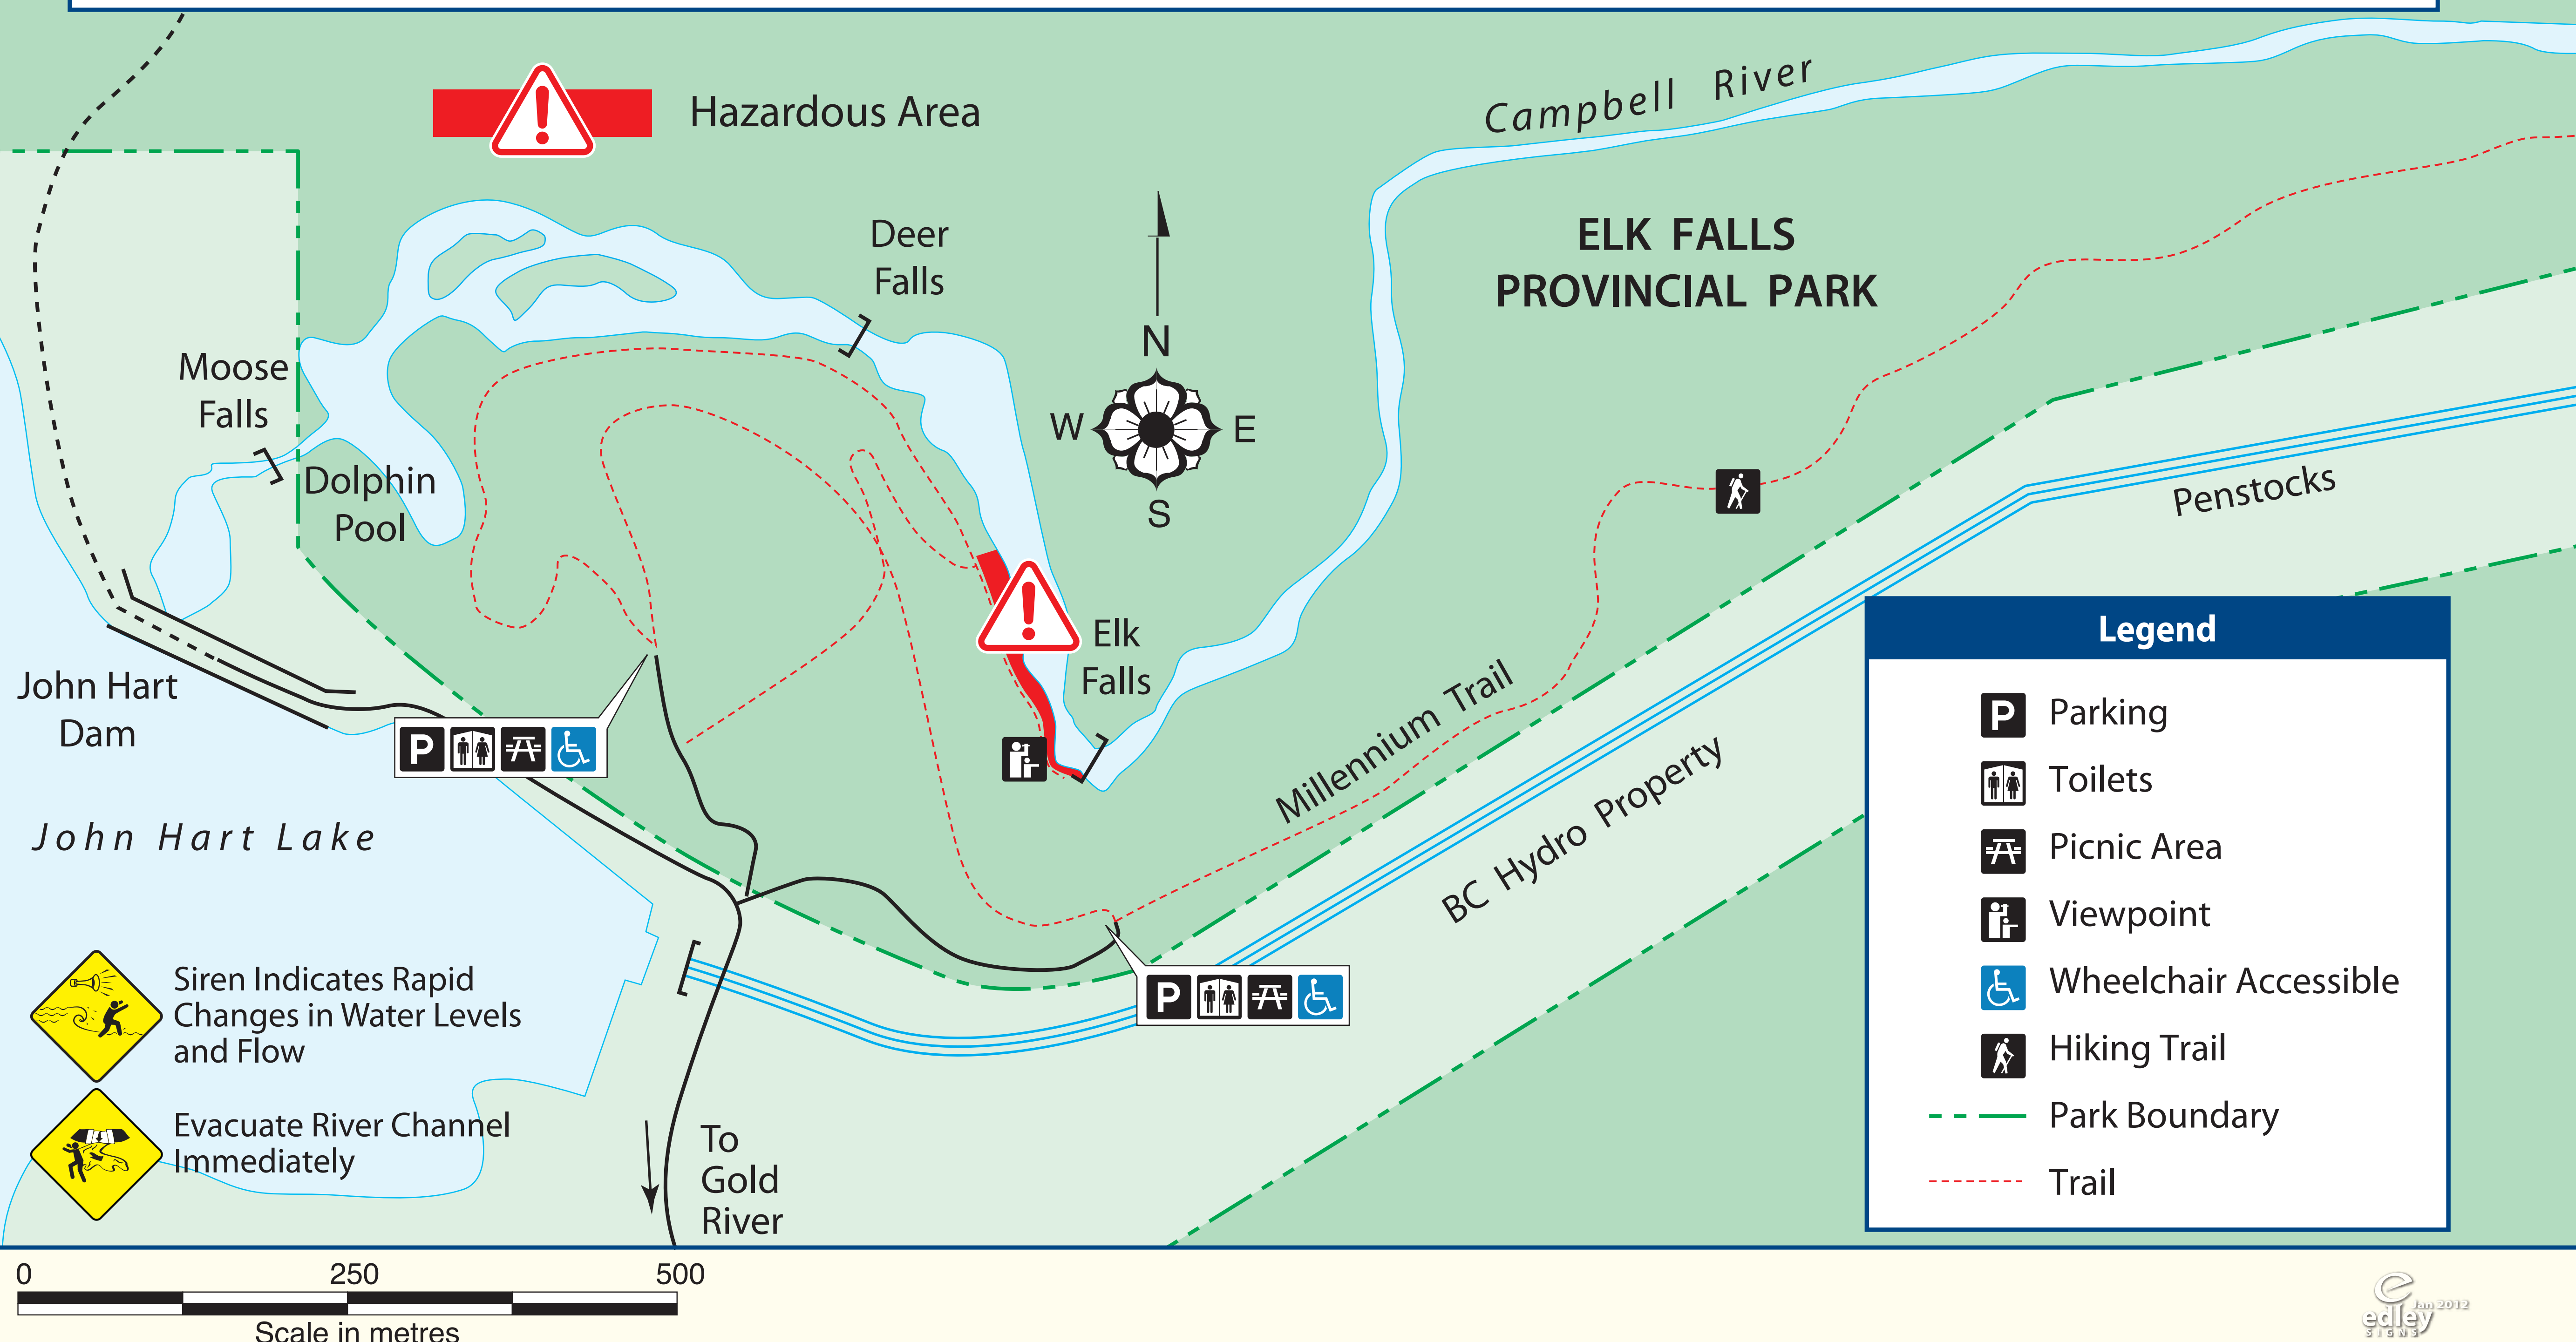 Hazardous Area
Campbell River
Deer
Falls
ELK FALLS
PROVINCIAL PARK
N
W
E
S
Moose
Falls
Dolphin
Pool
Penstocks
Elk
Falls
John Hart
Dam
P
Millennium Trail
BC Hydro Property
John Hart Lake
P
Siren Indicates Rapid
Changes in Water Levels
and Flow
Evacuate River Channel
Immediately
To
Gold
River
Legend
P Parking
Toilets
Picnic Area
Viewpoint
Wheelchair Accessible
Hiking Trail
Park Boundary
Trail
0 250 500
Scale in metres
e
edley Jan 2012
SIGNS